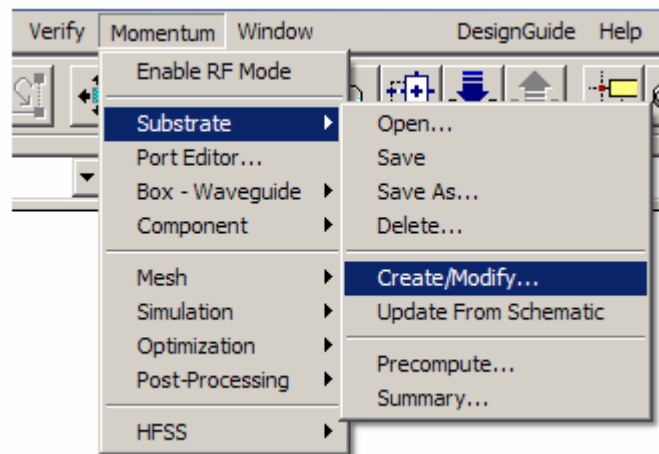 Verify Momentum Window DesignGuide Help
Enable RF Mode
Substrate
Port Editor...
Box - Waveguide
Component
Mesh
Simulation
Optimization
Post-Processing
HFSS
Open...
Save
Save As...
Delete...
Create/Modify...
Update From Schematic
Precompute...
Summary...